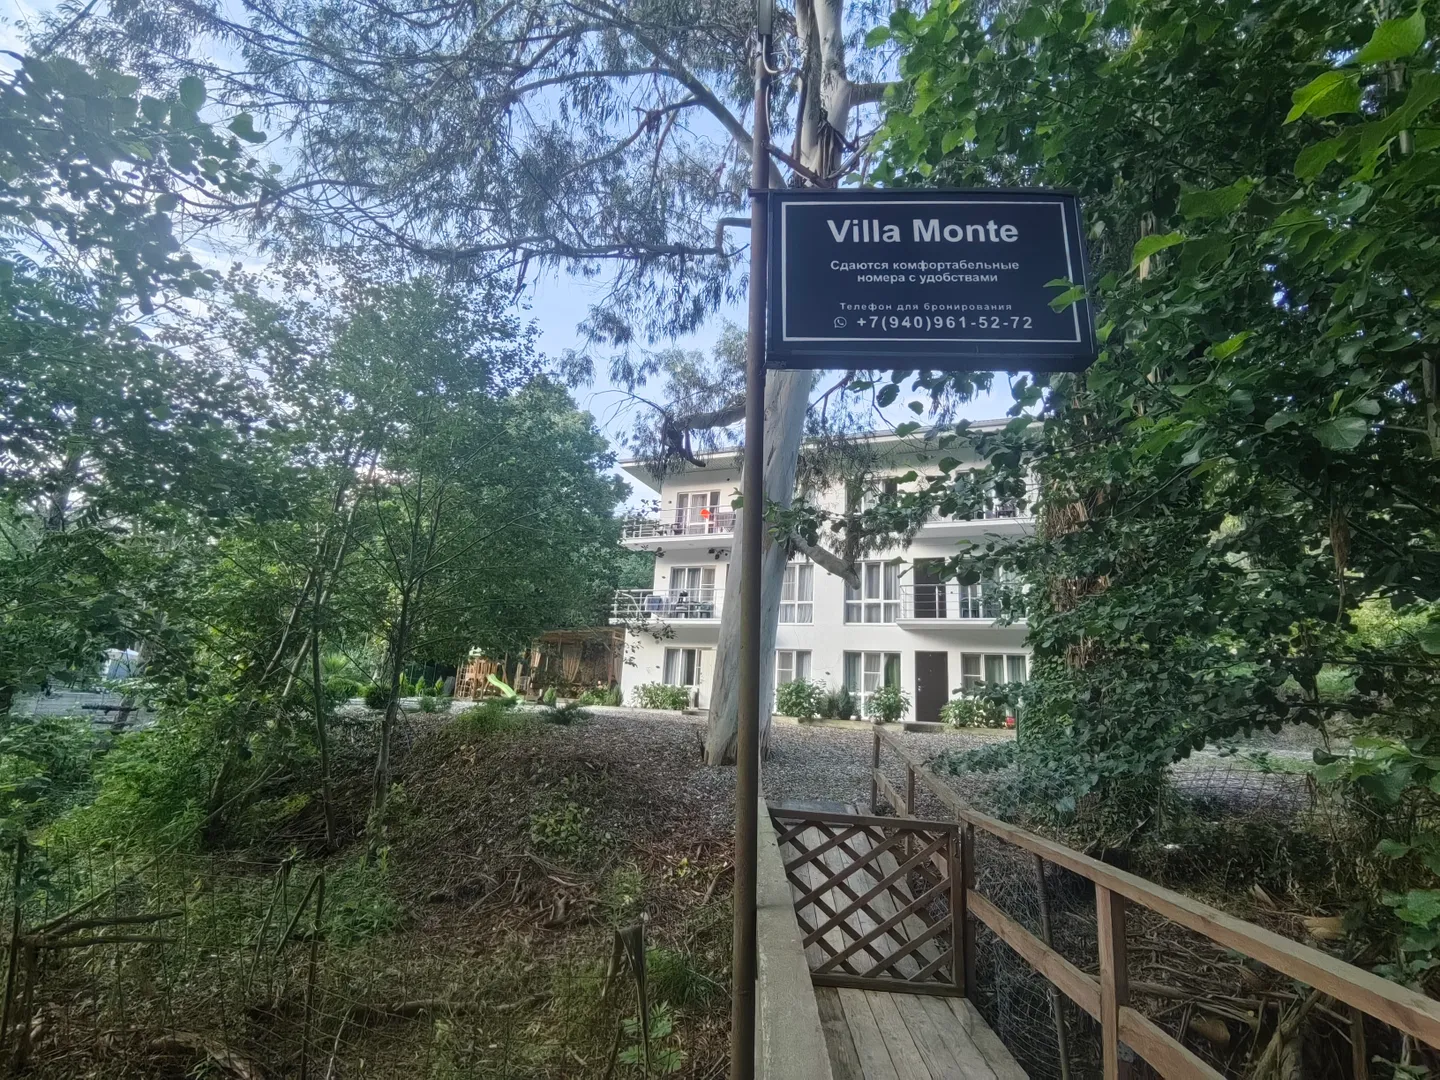 Villa Monte
Сдаются комфортабельные
номера с удобствами
Телефон для бронирования
+7(940)961-52-72